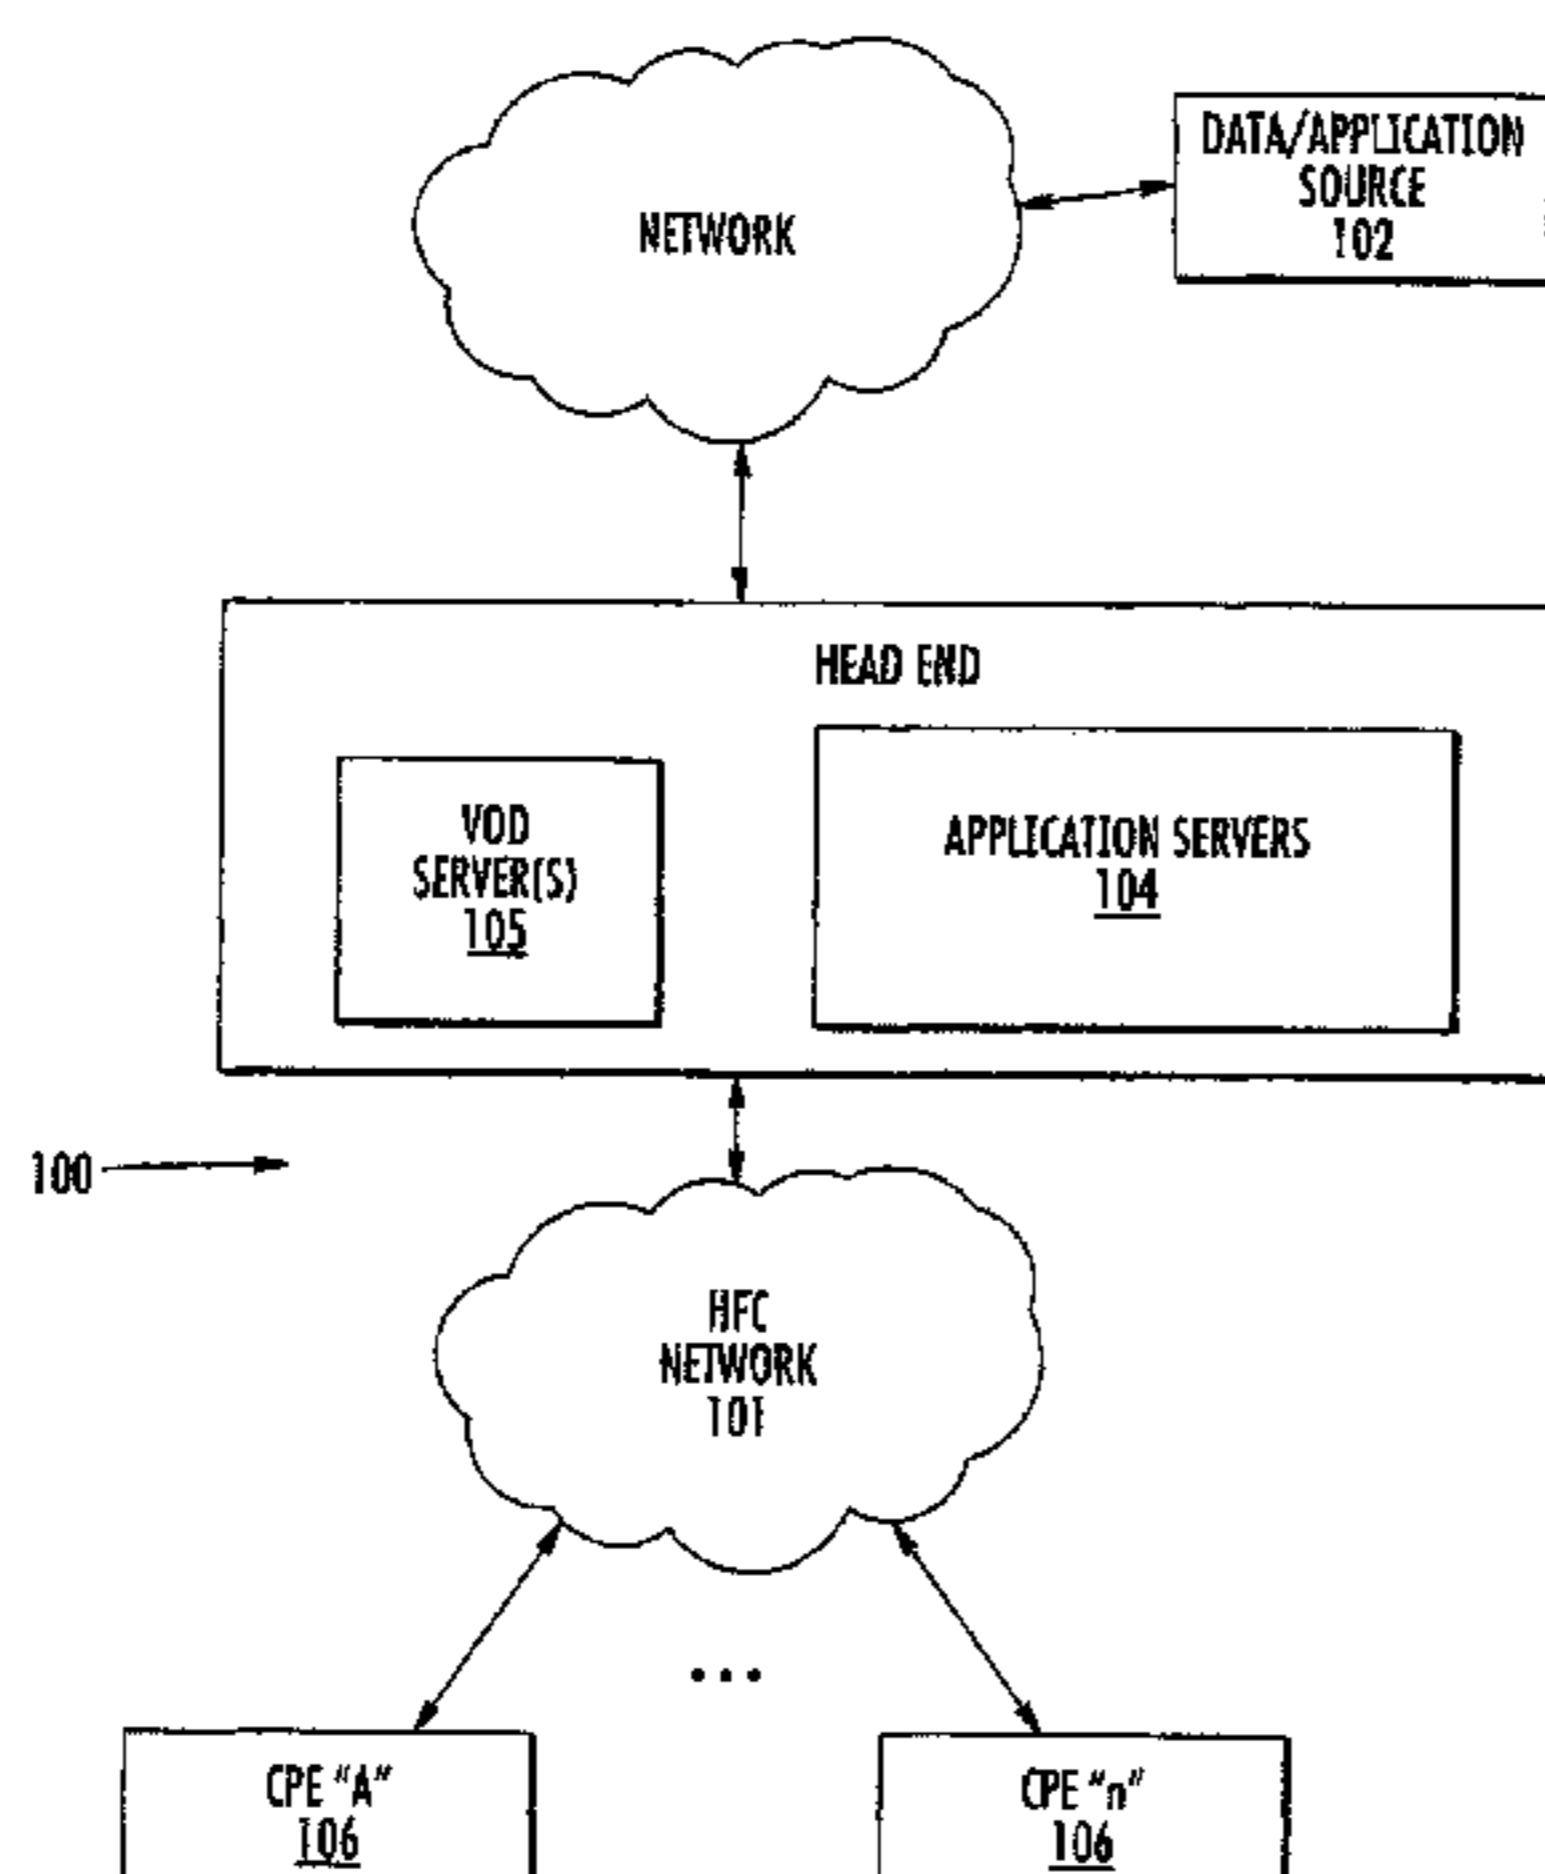 NETWORK
DATA/APPLICATION
SOURCE
102
HEAD END
VOD
SERVER(S)
105
APPLICATION SERVERS
104
100
HFC
NETWORK
101
...
CPE "A"
106
CPE "n"
106